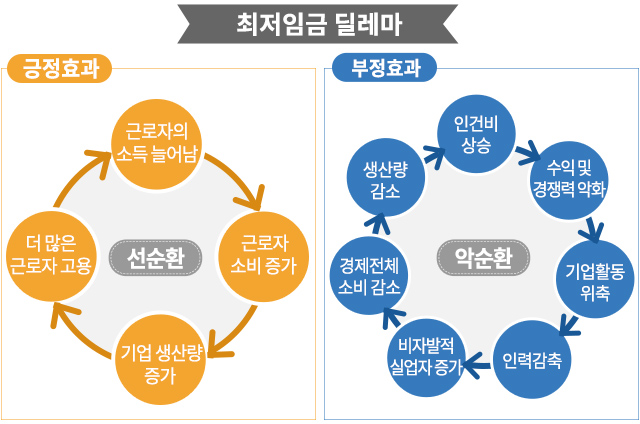 최저임금 딜레마
긍정효과
근로자의
소득 늘어남
근로자
소비 증가
기업 생산량
증가
더 많은
근로자 고용
선순환
부정효과
인건비
상승
수익 및
경쟁력 악화
기업활동
위축
인력감축
비자발적
실업자 증가
경제전체
소비 감소
생산량
감소
악순환